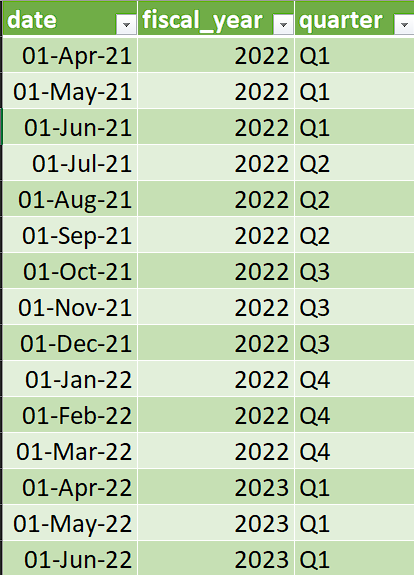 date fiscal_year quarter
01-Apr-21 2022 Q1
01-May-21 2022 Q1
01-Jun-21 2022 Q1
01-Jul-21 2022 Q2
01-Aug-21 2022 Q2
01-Sep-21 2022 Q2
01-Oct-21 2022 Q3
01-Nov-21 2022 Q3
01-Dec-21 2022 Q3
01-Jan-22 2022 Q4
01-Feb-22 2022 Q4
01-Mar-22 2022 Q4
01-Apr-22 2023 Q1
01-May-22 2023 Q1
01-Jun-22 2023 Q1